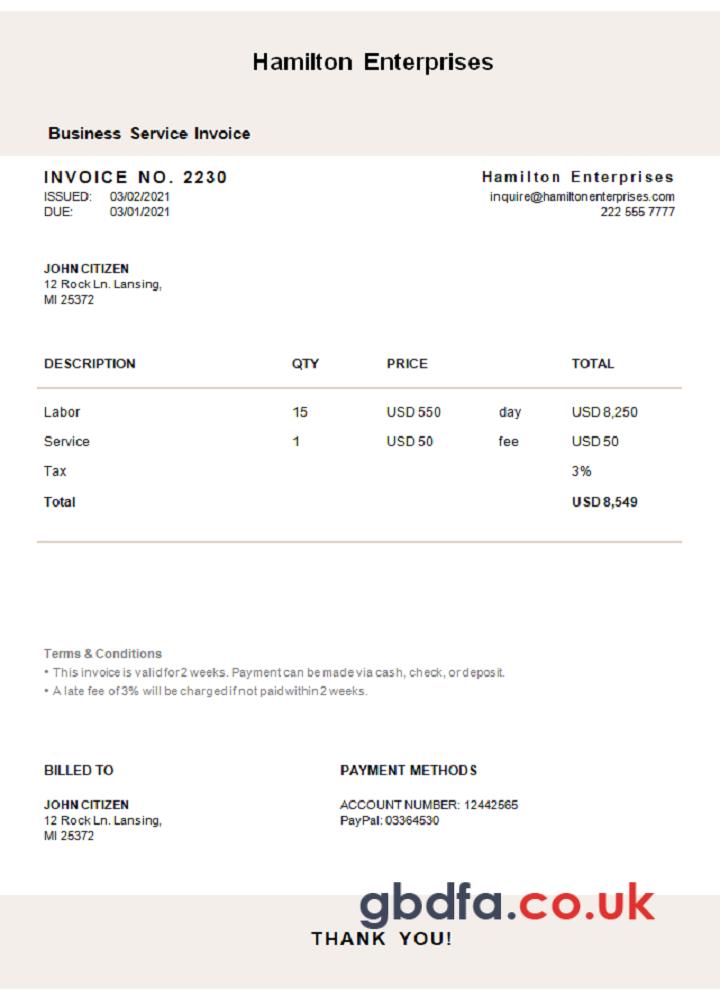 Hamilton Enterprises
Business Service Invoice
INVOICE NO. 2230
ISSUED: 03/02/2021
DUE: 03/01/2021
Hamilton Enterprises
inquire@hamiltonenterprises.com
222 555 7777
JOHN CITIZEN
12 Rock Ln. Lansing,
MI 25372
DESCRIPTION QTY PRICE TOTAL
Labor 15 USD 550 day USD 8,250
Service 1 USD 50 fee USD 50
Tax 3%
Total USD 8,549
Terms & Conditions
• This invoice is valid for 2 weeks. Payment can be made via cash, check, or deposit.
• A late fee of 3% will be charged if not paid within 2 weeks.
BILLED TO
JOHN CITIZEN
12 Rock Ln. Lansing,
MI 25372
PAYMENT METHODS
ACCOUNT NUMBER: 12442565
PayPal: 03364530
gbdfa.co.uk
THANK YOU!